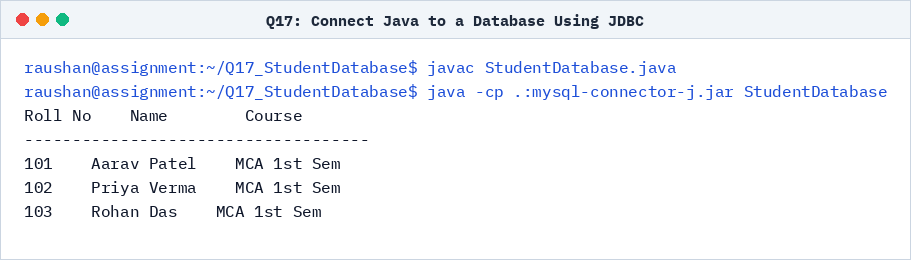 Q17: Connect Java to a Database Using JDBC
raushan@assignment:~/Q17_StudentDatabase$ javac StudentDatabase.java
raushan@assignment:~/Q17_StudentDatabase$ java -cp .:mysql-connector-j.jar StudentDatabase
Roll No    Name        Course
------------------------------------
101    Aarav Patel    MCA 1st Sem
102    Priya Verma    MCA 1st Sem
103    Rohan Das    MCA 1st Sem